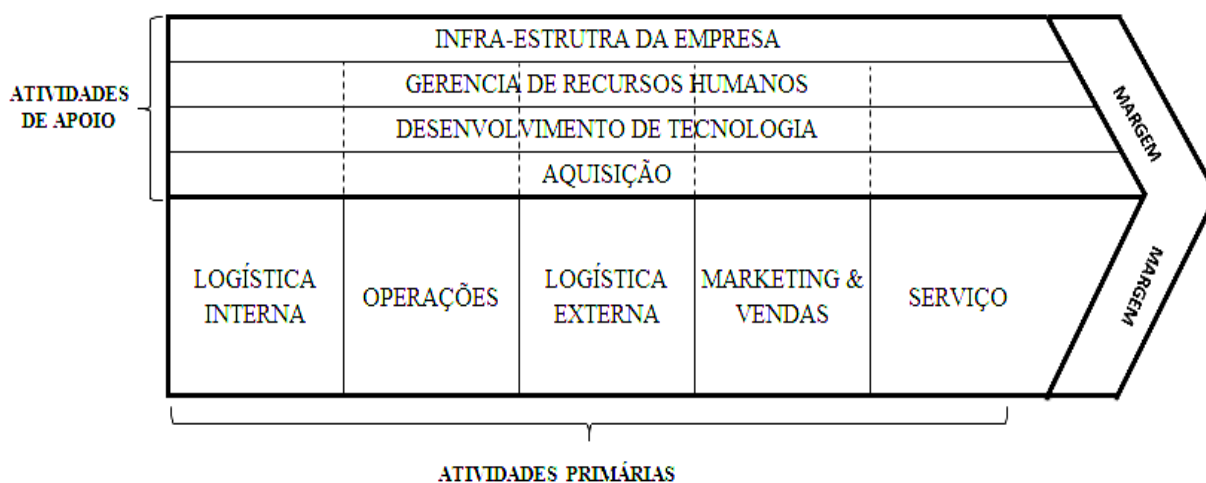 INFRA-ESTRUTRA DA EMPRESA
GERENCIA DE RECURSOS HUMANOS
ATIVIDADES
DE APOIO
DESENVOLVIMENTO DE TECNOLOGIA
AQUISIÇÃO
MARGEM
LOGÍSTICA
INTERNA
OPERAÇÕES
LOGÍSTICA
EXTERNA
MARKETING &
VENDAS
SERVIÇO
MARGEM
ATIVIDADES PRIMÁRIAS